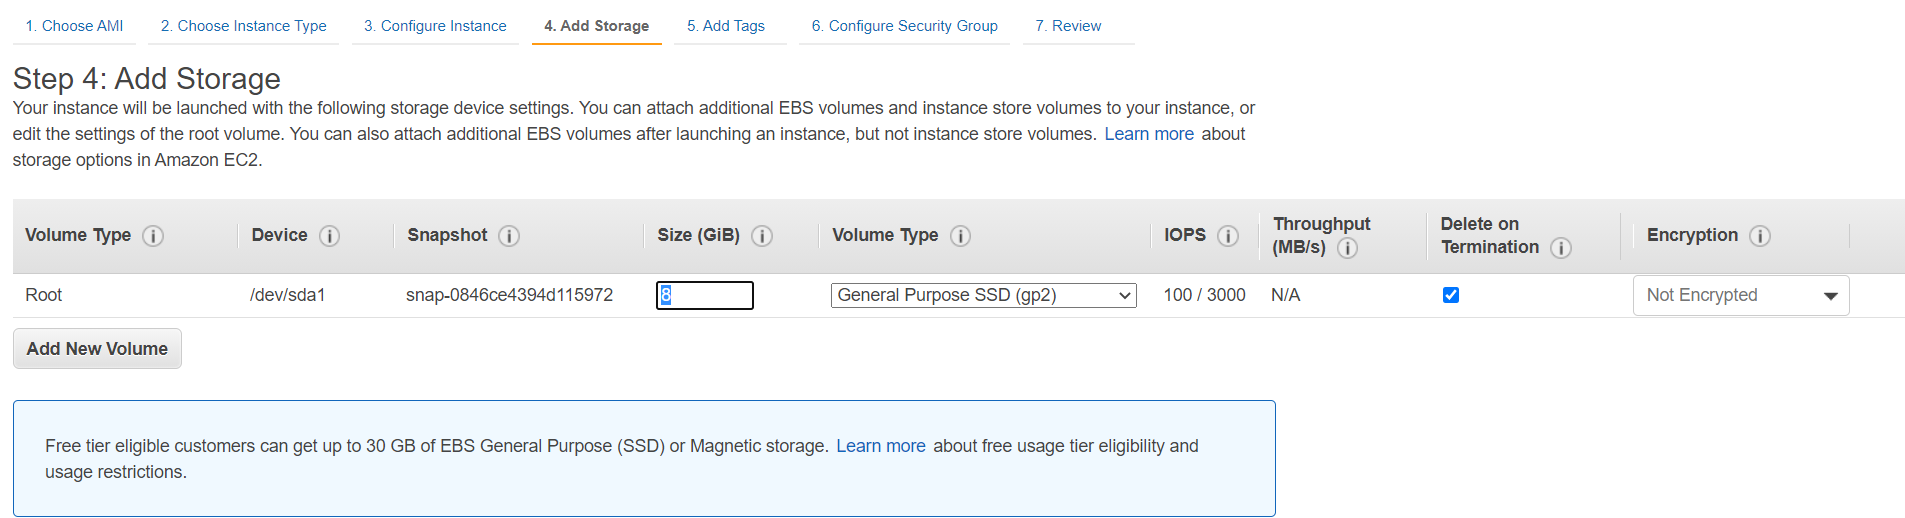 1. Choose AMI 2. Choose Instance Type 3. Configure Instance 4. Add Storage 5. Add Tags 6. Configure Security Group 7. Review
Step 4: Add Storage
Your instance will be launched with the following storage device settings. You can attach additional EBS volumes and instance store volumes to your instance, or
edit the settings of the root volume. You can also attach additional EBS volumes after launching an instance, but not instance store volumes. Learn more about
storage options in Amazon EC2.
Volume Type i Device i Snapshot i Size (GiB) i Volume Type i IOPS i Throughput (MB/s) i Delete on Termination i Encryption i
Root /dev/sda1 snap-0846ce4394d115972 8 General Purpose SSD (gp2) 100 / 3000 N/A Not Encrypted
Add New Volume
Free tier eligible customers can get up to 30 GB of EBS General Purpose (SSD) or Magnetic storage. Learn more about free usage tier eligibility and
usage restrictions.